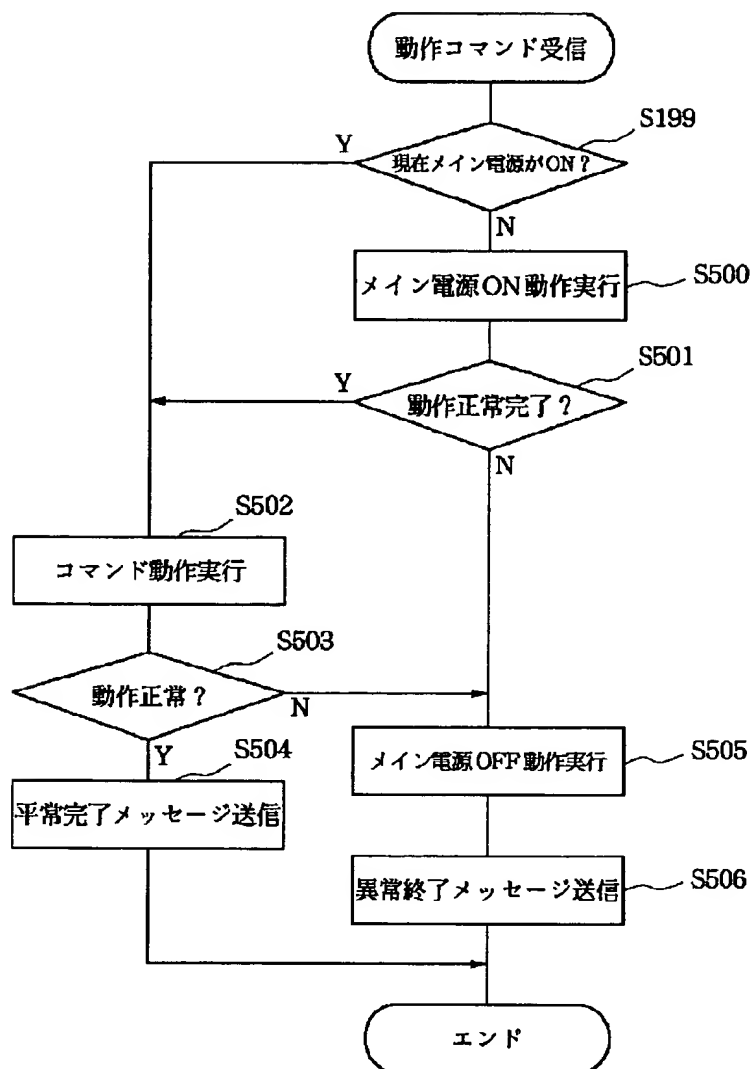 動作コマンド受信
S199
現在メイン電源がON?
Y
N
メイン電源ON動作実行
S500
S501
動作正常完了?
Y
N
S502
コマンド動作実行
S503
動作正常?
N
Y
S504
平常完了メッセージ送信
メイン電源OFF動作実行
S505
異常終了メッセージ送信
S506
エンド